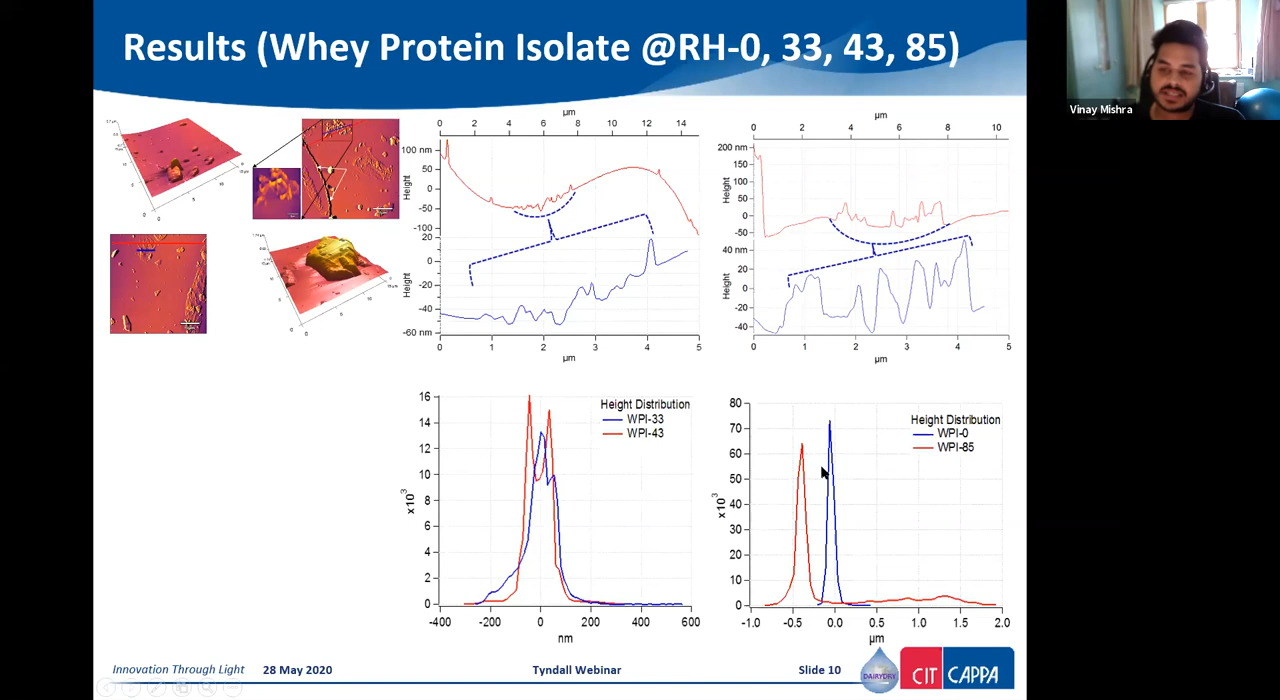 Results (Whey Protein Isolate @RH-0, 33, 43, 85)
Vinay Mishra
µm
0 2 4 6 8 10 12 14
100 nm
50
0
-50
-100
Height
20
0
-20
-40
-60 nm
Height
0 1 2 3 4 5
µm
µm
0 2 4 6 8 10
200 nm
150
100
50
0
-50
Height
40 nm
20
0
-20
-40
Height
0 1 2 3 4 5
µm
16
14
12
10
8
6
4
2
0
x10³
Height Distribution
WPI-33
WPI-43
-400 -200 0 200 400 600
nm
80
70
60
50
40
30
20
10
0
x10³
Height Distribution
WPI-0
WPI-85
-1.0 -0.5 0.0 0.5 1.0 1.5 2.0
µm
Innovation Through Light
28 May 2020
Tyndall Webinar
Slide 10
DAIRYDRY
CIT
CAPPA